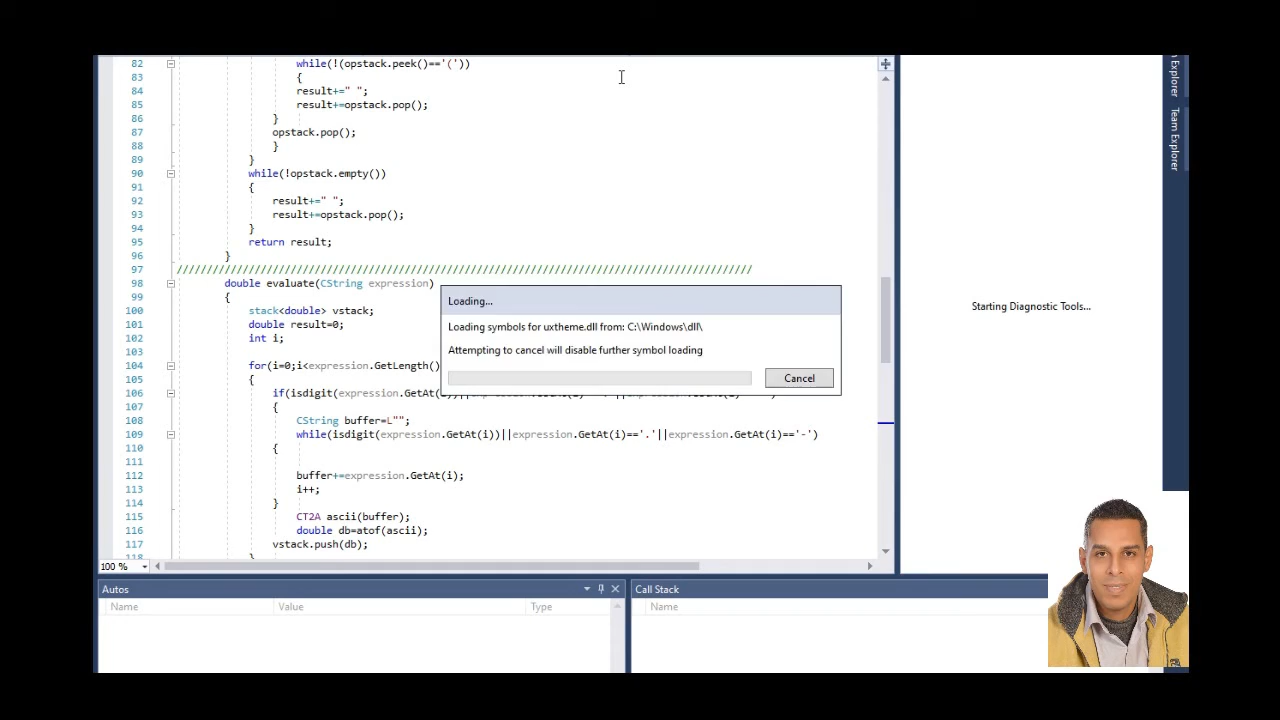 82 while(!(opstack.peek()=='('))
83 {
84 result+=" ";
85 result+=opstack.pop();
86 }
87 opstack.pop();
88 }
89 }
90 while(!opstack.empty())
91 {
92 result+=" ";
93 result+=opstack.pop();
94 }
95 return result;
96 }
97 ////////////////////////////////////////////////////////////////////////////////////////////////
98 double evaluate(CString expression)
99 {
100 stack<double> vstack;
101 double result=0;
102 int i;
103
104 for(i=0;i<expression.GetLength()
105 {
106 if(isdigit(expression.GetAt(i))||
107 {
108 CString buffer=L"";
109 while(isdigit(expression.GetAt(i))||expression.GetAt(i)=='.'||expression.GetAt(i)=='-')
110 {
111
112 buffer+=expression.GetAt(i);
113 i++;
114 }
115 CT2A ascii(buffer);
116 double db=atof(ascii);
117 vstack.push(db);
118 }
100 %
Loading...
Loading symbols for uxtheme.dll from: C:\Windows\dll\
Attempting to cancel will disable further symbol loading
Cancel
Starting Diagnostic Tools...
Explorer
Team Explorer
Autos
Name Value Type
Call Stack
Name